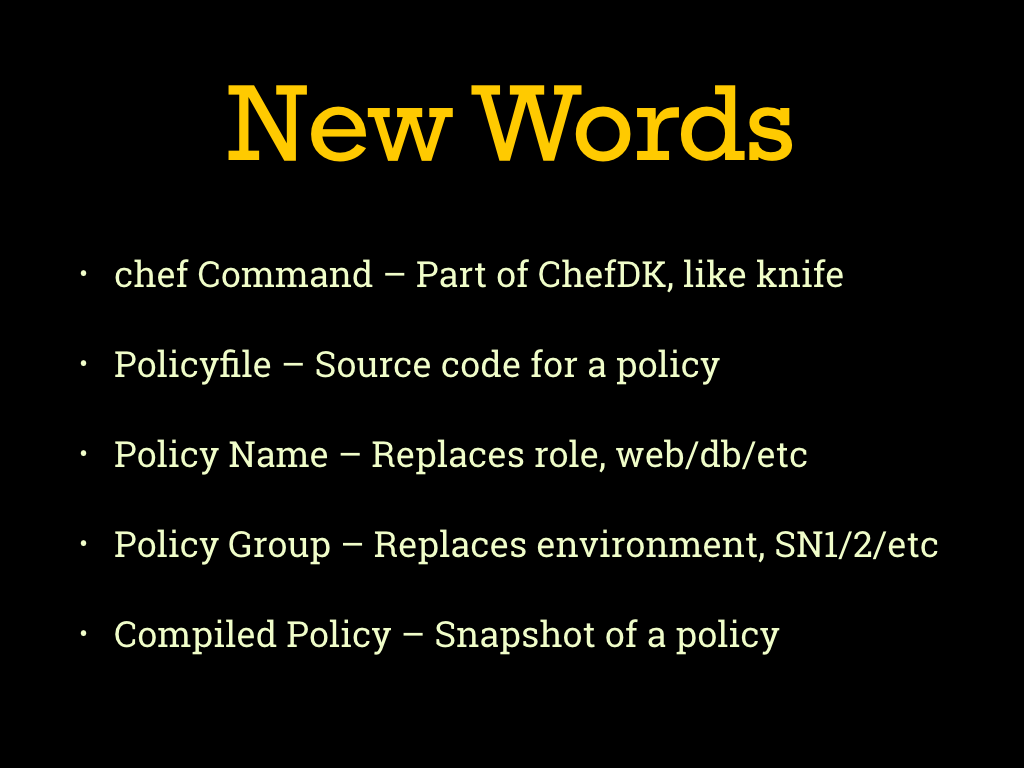 New Words
• chef Command – Part of ChefDK, like knife
• Policyfile – Source code for a policy
• Policy Name – Replaces role, web/db/etc
• Policy Group – Replaces environment, SN1/2/etc
• Compiled Policy – Snapshot of a policy